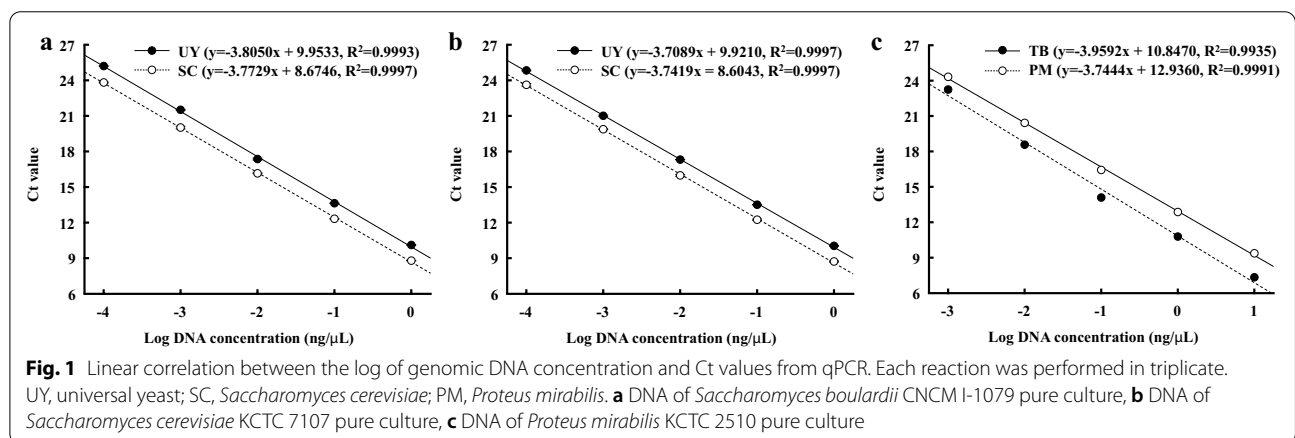 a
27
24
21
18
15
12
9
6
Ct value
UY (y=-3.8050x + 9.9533, R²=0.9993)
SC (y=-3.7729x + 8.6746, R²=0.9997)
-4 -3 -2 -1 0
Log DNA concentration (ng/μL)
b
27
24
21
18
15
12
9
6
Ct value
UY (y=-3.7089x + 9.9210, R²=0.9997)
SC (y=-3.7419x = 8.6043, R²=0.9997)
-4 -3 -2 -1 0
Log DNA concentration (ng/μL)
c
27
24
21
18
15
12
9
6
Ct value
TB (y=-3.9592x + 10.8470, R²=0.9935)
PM (y=-3.7444x + 12.9360, R²=0.9991)
-3 -2 -1 0 1
Log DNA concentration (ng/μL)
Fig. 1 Linear correlation between the log of genomic DNA concentration and Ct values from qPCR. Each reaction was performed in triplicate.
UY, universal yeast; SC, Saccharomyces cerevisiae; PM, Proteus mirabilis. a DNA of Saccharomyces boulardii CNCM I-1079 pure culture, b DNA of
Saccharomyces cerevisiae KCTC 7107 pure culture, c DNA of Proteus mirabilis KCTC 2510 pure culture